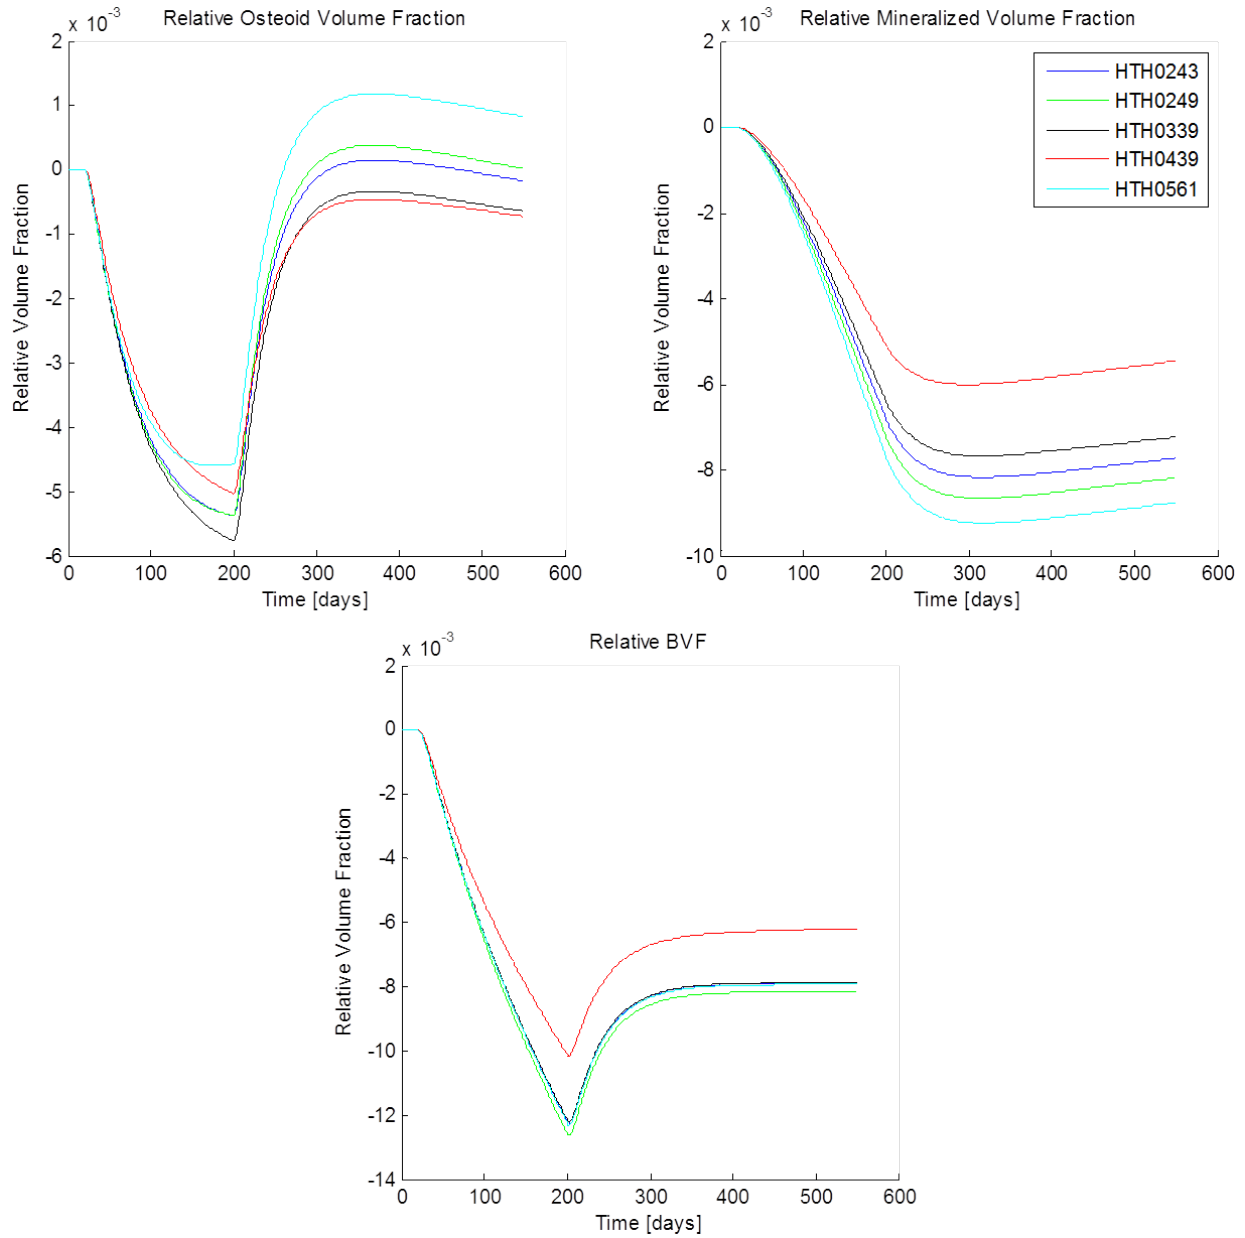 Relative Osteoid Volume Fraction
x 10-3
2
1
0
-1
-2
-3
-4
-5
-6
Relative Volume Fraction
0 100 200 300 400 500 600
Time [days]
Relative Mineralized Volume Fraction
x 10-3
2
0
-2
-4
-6
-8
-10
Relative Volume Fraction
0 100 200 300 400 500 600
Time [days]
HTH0243
HTH0249
HTH0339
HTH0439
HTH0561
Relative BVF
x 10-3
2
0
-2
-4
-6
-8
-10
-12
-14
Relative Volume Fraction
0 100 200 300 400 500 600
Time [days]